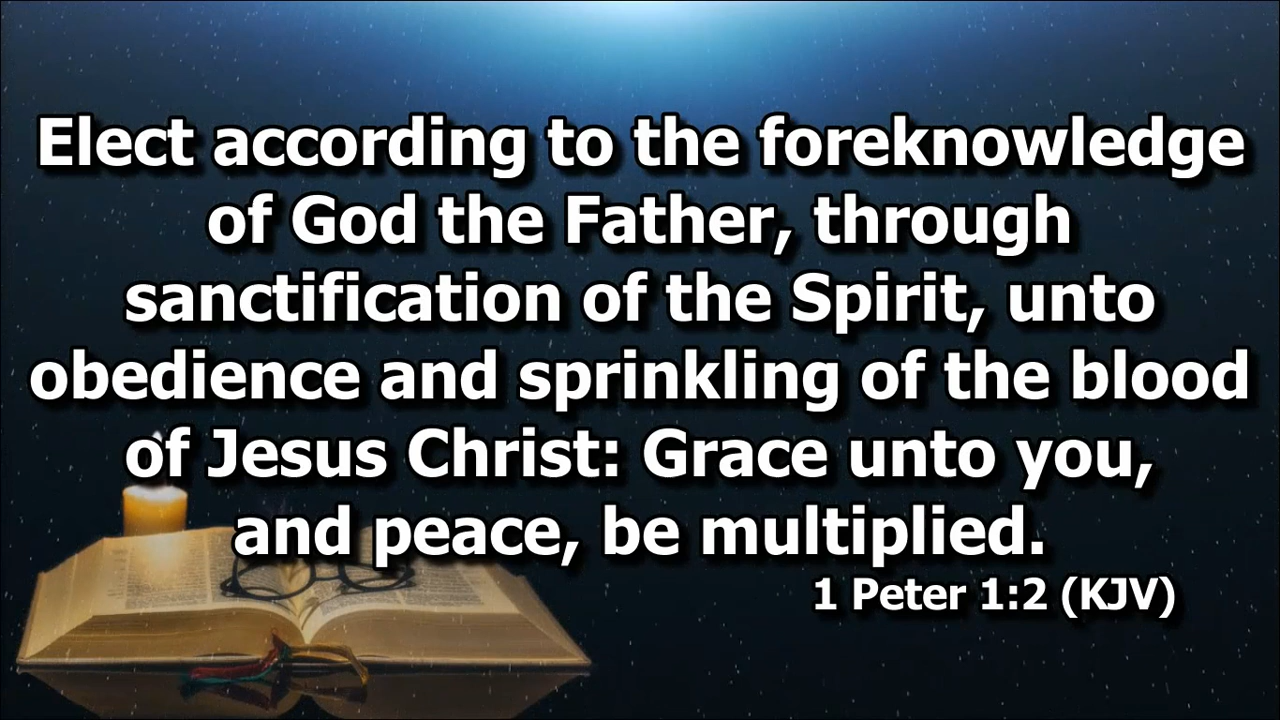 Elect according to the foreknowledge
of God the Father, through
sanctification of the Spirit, unto
obedience and sprinkling of the blood
of Jesus Christ: Grace unto you,
and peace, be multiplied.
1 Peter 1:2 (KJV)